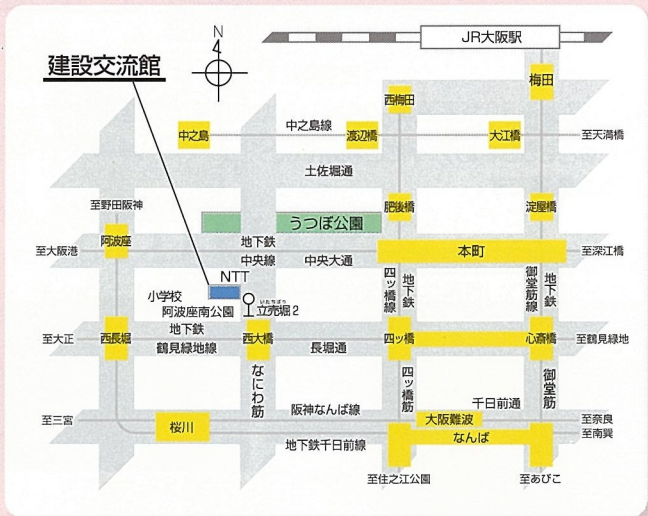 N
JR大阪駅
建設交流館
梅田
西梅田
中之島
中之島線
渡辺橋
大江橋
至天満橋
土佐堀通
至野田阪神
うつぼ公園
肥後橋
淀屋橋
阿波座
地下鉄
中央線
中央大通
本町
至大阪港
至深江橋
NTT
小学校
阿波座南公園
いたちぼり
立売堀2
四ツ橋線
地下鉄
御堂筋線
地下鉄
至大正
西長堀
地下鉄
鶴見緑地線
西大橋
長堀通
四ツ橋
心斎橋
至鶴見緑地
なにわ筋
四ツ橋筋
御堂筋
千日前通
阪神なんば線
大阪難波
至三宮
至奈良
桜川
なんば
至南巽
地下鉄千日前線
至住之江公園
至あびこ